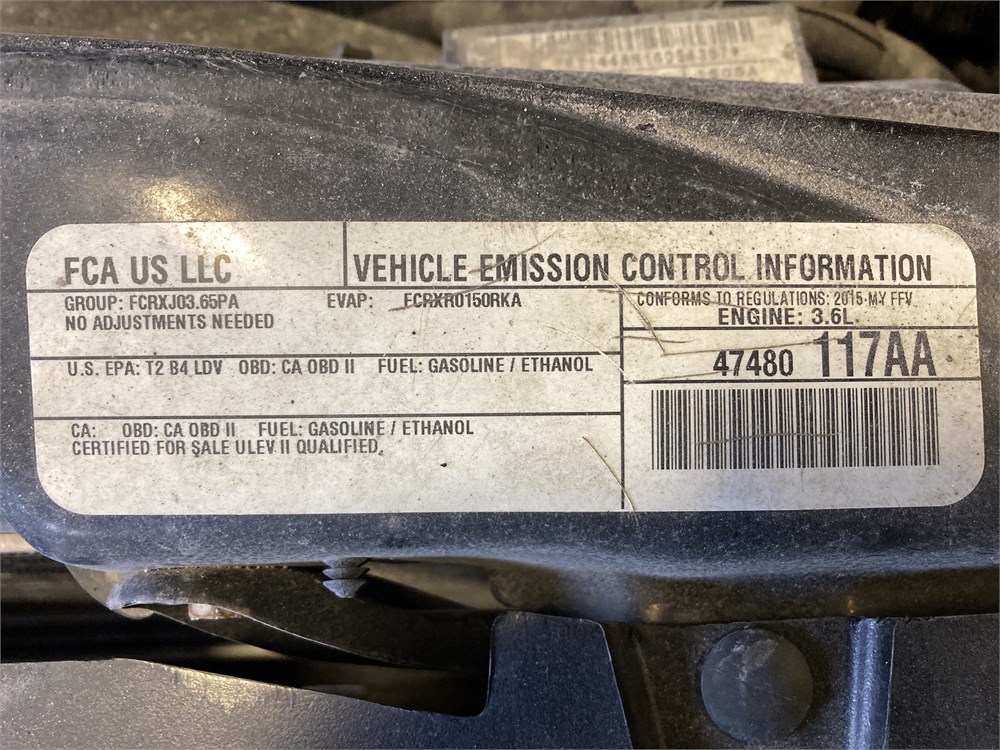 FCA US LLC
VEHICLE EMISSION CONTROL INFORMATION
GROUP: FCRXJ03.65PA EVAP: FCRXR0150RKA
NO ADJUSTMENTS NEEDED
CONFORMS TO REGULATIONS: 2015 MY FFV
ENGINE: 3.6L
47480 117AA
U.S. EPA: T2 B4 LDV OBD: CA OBD II FUEL: GASOLINE / ETHANOL
CA: OBD: CA OBD II FUEL: GASOLINE / ETHANOL
CERTIFIED FOR SALE ULEV II QUALIFIED.